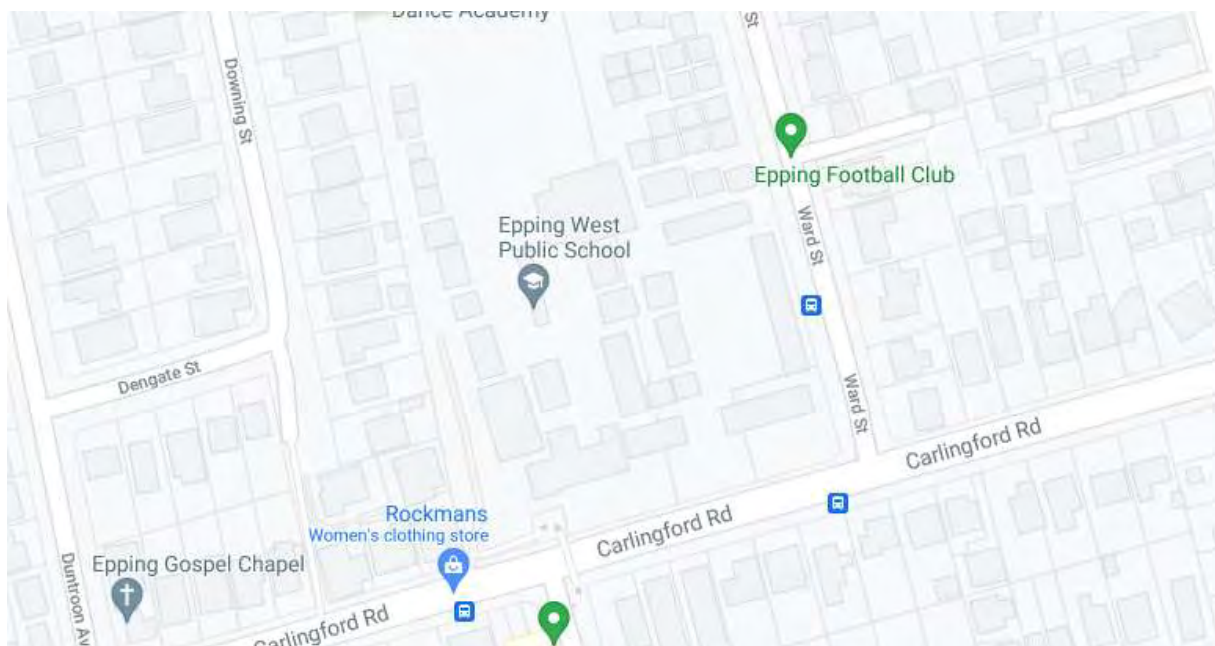 Dance Academy
St
Downing St
Epping Football Club
Epping West
Public School
Ward St
Dengate St
Ward St
Carlingford Rd
Rockmans
Women's clothing store
Carlingford Rd
Epping Gospel Chapel
Duntroon Av
Carlingford Rd